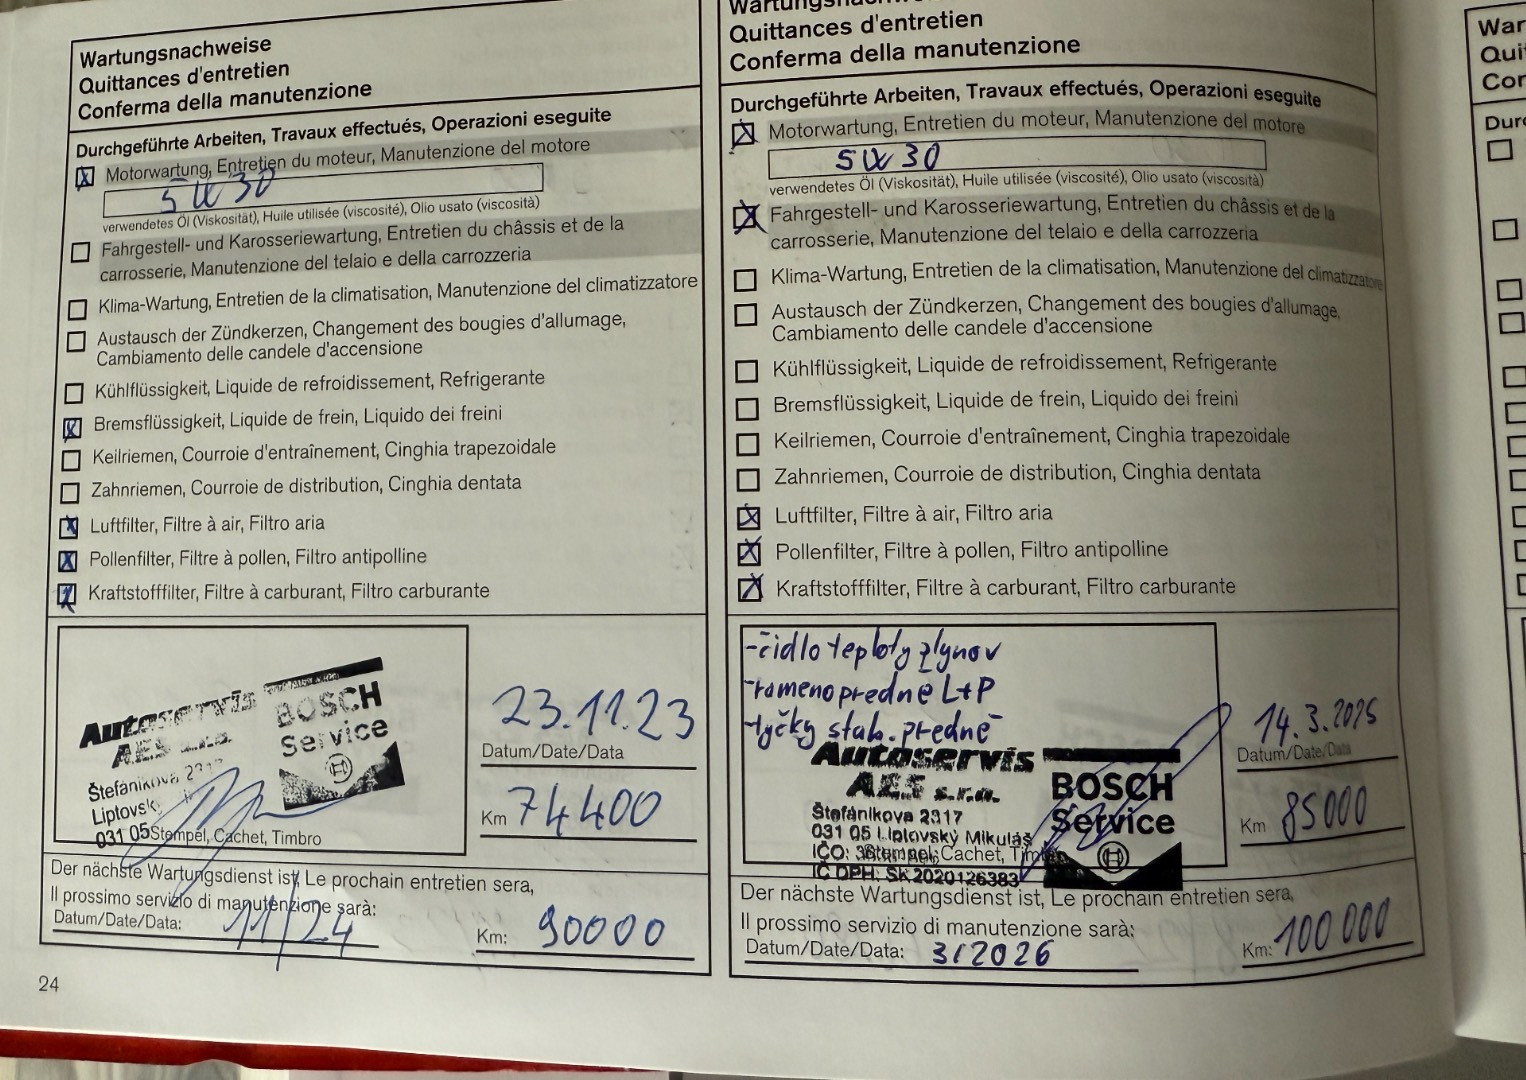 Wartungsnachweise
Quittances d'entretien
Conferma della manutenzione
Durchgeführte Arbeiten, Travaux effectués, Operazioni eseguite
Motorwartung, Entretien du moteur, Manutenzione del motore
5W30
verwendetes Öl (Viskosität), Huile utilisée (viscosité), Olio usato (viscosità)
Fahrgestell- und Karosseriewartung, Entretien du châssis et de la
carrosserie, Manutenzione del telaio e della carrozzeria
Klima-Wartung, Entretien de la climatisation, Manutenzione del climatizzatore
Austausch der Zündkerzen, Changement des bougies d'allumage,
Cambiamento delle candele d'accensione
Kühlflüssigkeit, Liquide de refroidissement, Refrigerante
Bremsflüssigkeit, Liquide de frein, Liquido dei freini
Keilriemen, Courroie d'entraînement, Cinghia trapezoidale
Zahnriemen, Courroie de distribution, Cinghia dentata
Luftfilter, Filtre à air, Filtro aria
Pollenfilter, Filtre à pollen, Filtro antipolline
Kraftstofffilter, Filtre à carburant, Filtro carburante
Autoservis
AES s.r.o.
Štefánikova
031 05
BOSCH
Service
Stempel, Cachet, Timbro
23.11.23
Datum/Date/Data
Km 74400
Der nächste Wartungsdienst ist, Le prochain entretien sera,
Il prossimo servizio di manutenzione sarà:
Datum/Date/Data: 11/24
Km: 90000
24
Wartungsnachweise
Quittances d'entretien
Conferma della manutenzione
Durchgeführte Arbeiten, Travaux effectués, Operazioni eseguite
Motorwartung, Entretien du moteur, Manutenzione del motore
5W30
verwendetes Öl (Viskosität), Huile utilisée (viscosité), Olio usato (viscosità)
Fahrgestell- und Karosseriewartung, Entretien du châssis et de la
carrosserie, Manutenzione del telaio e della carrozzeria
Klima-Wartung, Entretien de la climatisation, Manutenzione del climatizzatore
Austausch der Zündkerzen, Changement des bougies d'allumage,
Cambiamento delle candele d'accensione
Kühlflüssigkeit, Liquide de refroidissement, Refrigerante
Bremsflüssigkeit, Liquide de frein, Liquido dei freini
Keilriemen, Courroie d'entraînement, Cinghia trapezoidale
Zahnriemen, Courroie de distribution, Cinghia dentata
Luftfilter, Filtre à air, Filtro aria
Pollenfilter, Filtre à pollen, Filtro antipolline
Kraftstofffilter, Filtre à carburant, Filtro carburante
-čidlo teploty plynov
-rameno predné L+P
-tyčky stab. predné
Autoservis
AES s.r.o.
Štefánikova 2317
031 05 Liptovský Mikuláš
IČO:
IČ DPH: SK2020126383
BOSCH
Service
Stempel, Cachet, Timbro
14.3.2025
Datum/Date/Data
Km 85000
Der nächste Wartungsdienst ist, Le prochain entretien sera,
Il prossimo servizio di manutenzione sarà:
Datum/Date/Data: 3/2026
Km: 100 000